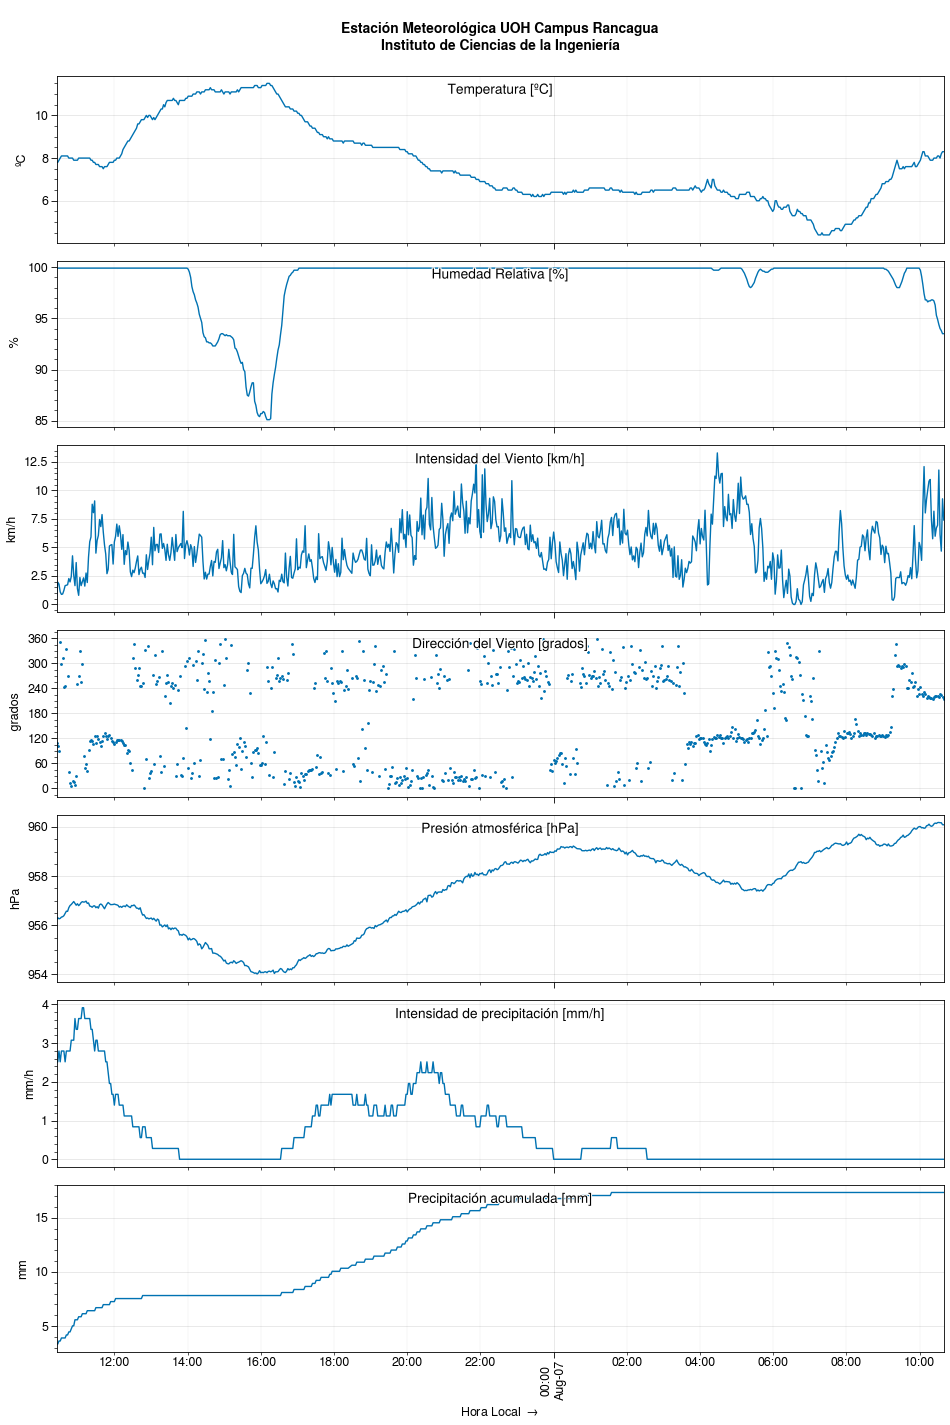 Estación Meteorológica UOH Campus Rancagua
Instituto de Ciencias de la Ingeniería
Temperatura [ºC]
ºC
10
8
6
Humedad Relativa [%]
%
100
95
90
85
Intensidad del Viento [km/h]
km/h
12.5
10
7.5
5
2.5
0
Dirección del Viento [grados]
grados
360
300
240
180
120
60
0
Presión atmosférica [hPa]
hPa
960
958
956
954
Intensidad de precipitación [mm/h]
mm/h
4
3
2
1
0
Precipitación acumulada [mm]
mm
15
10
5
12:00 14:00 16:00 18:00 20:00 22:00 00:00 02:00 04:00 06:00 08:00 10:00
Aug-07
Hora Local →